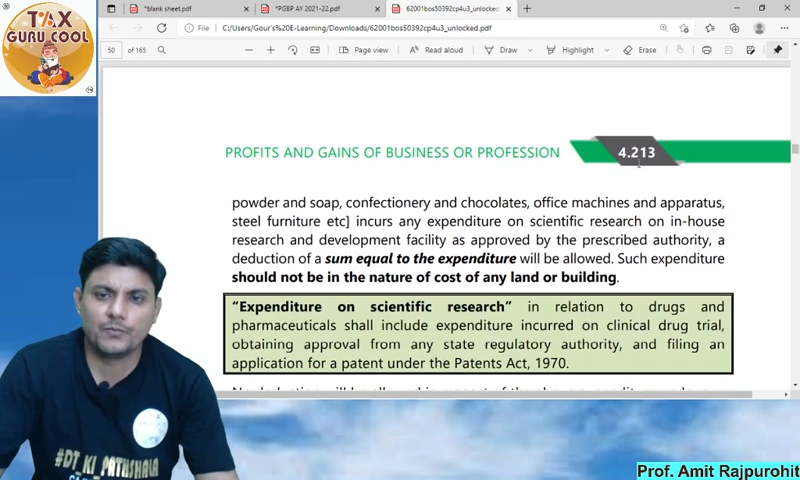 TAX
GURU COOL
*blank sheet.pdf
*PGBP AY 2021-22.pdf
62001bos50392cp4u3_unlocked.pdf
File | C:/Users/Gour's%20E-Learning/Downloads/62001bos50392cp4u3_unlocked.pdf
50 of 165
Page view
Read aloud
Draw
Highlight
Erase
PROFITS AND GAINS OF BUSINESS OR PROFESSION 4.213
powder and soap, confectionery and chocolates, office machines and apparatus,
steel furniture etc] incurs any expenditure on scientific research on in-house
research and development facility as approved by the prescribed authority, a
deduction of a sum equal to the expenditure will be allowed. Such expenditure
should not be in the nature of cost of any land or building.
“Expenditure on scientific research” in relation to drugs and
pharmaceuticals shall include expenditure incurred on clinical drug trial,
obtaining approval from any state regulatory authority, and filing an
application for a patent under the Patents Act, 1970.
#DT KI PATHSHALA
Prof. Amit Rajpurohit